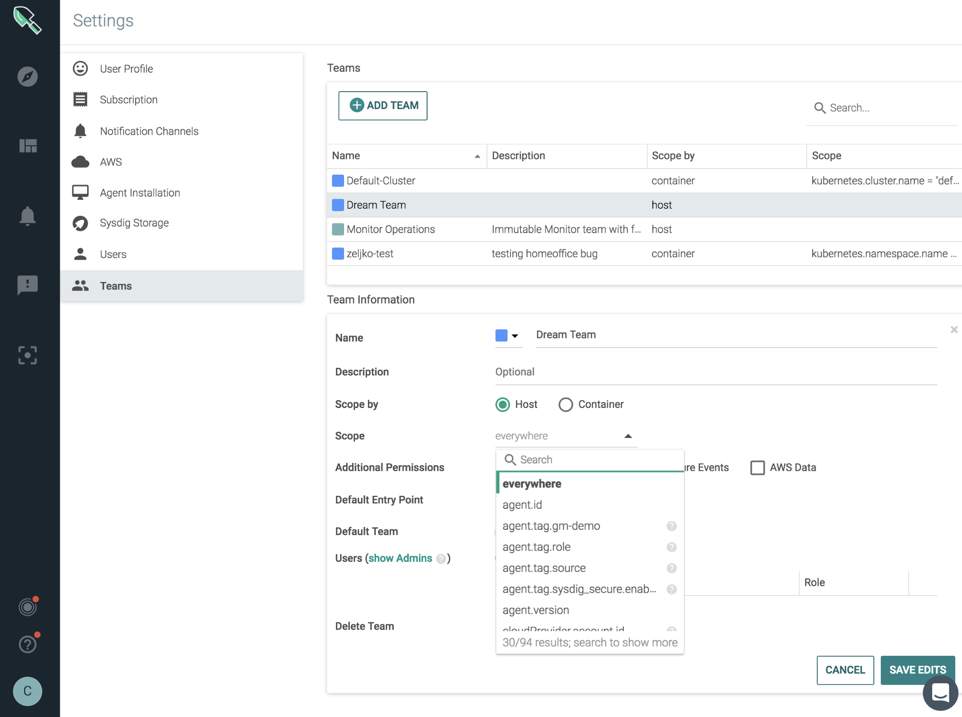 Settings
User Profile
Subscription
Notification Channels
AWS
Agent Installation
Sysdig Storage
Users
Teams
Teams
ADD TEAM
Search...
Name Description Scope by Scope
Default-Cluster container kubernetes.cluster.name = "def...
Dream Team host
Monitor Operations Immutable Monitor team with f... host
zeljko-test testing homeoffice bug container kubernetes.namespace.name ...
Team Information
Name Dream Team
Description Optional
Scope by Host Container
Scope everywhere
Search
Additional Permissions re Events AWS Data
everywhere
Default Entry Point
agent.id
agent.tag.gm-demo
Default Team
agent.tag.role
Users (show Admins ?)
agent.tag.source
agent.tag.sysdig_secure.enab...
Role
agent.version
Delete Team
cloudProvider.account.id
30/94 results; search to show more
CANCEL SAVE EDITS
C